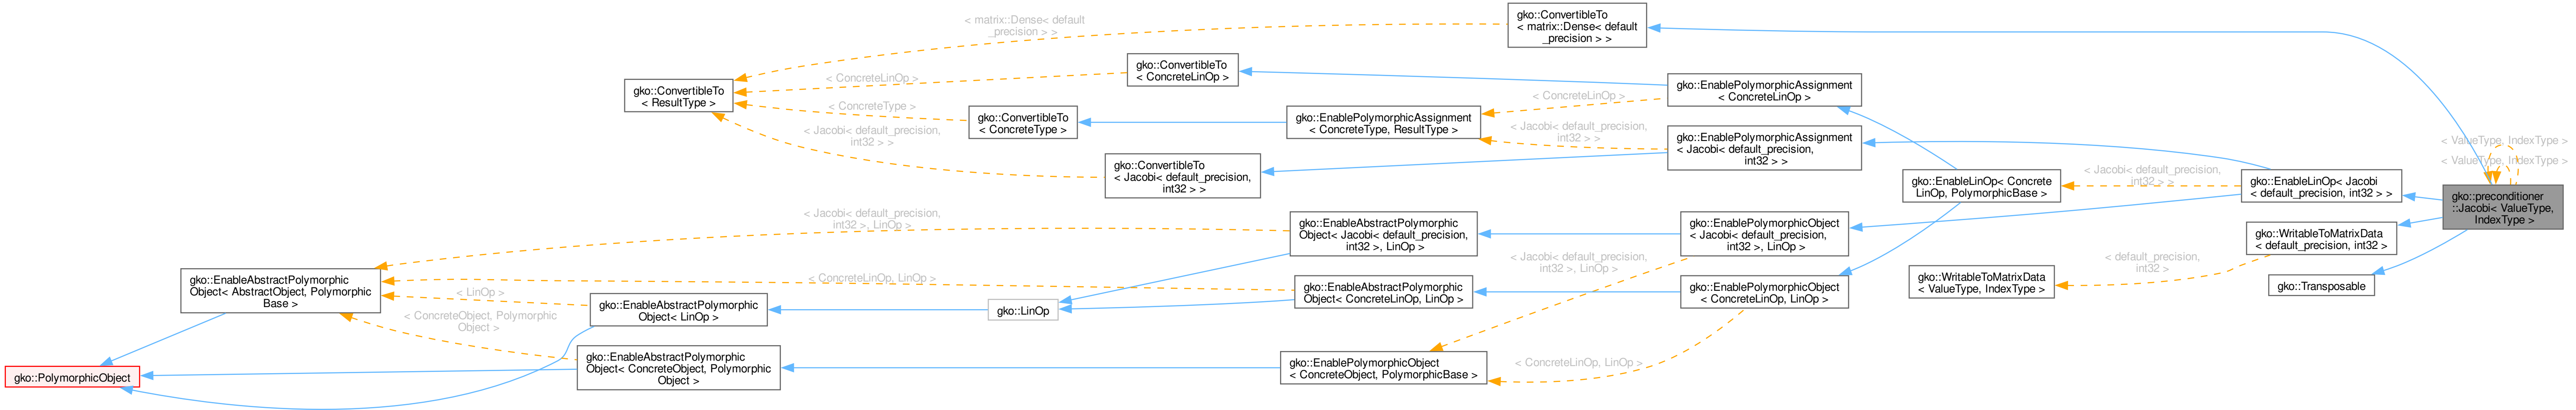 < matrix::Dense< default
_precision > >
gko::ConvertibleTo
< matrix::Dense< default
_precision > >
gko::ConvertibleTo
< ResultType >
< ConcreteLinOp >
gko::ConvertibleTo
< ConcreteLinOp >
< ConcreteType >
gko::ConvertibleTo
< ConcreteType >
< Jacobi< default_precision,
int32 > >
gko::ConvertibleTo
< Jacobi< default_precision,
int32 > >
gko::EnablePolymorphicAssignment
< ConcreteType, ResultType >
< ConcreteLinOp >
< Jacobi< default_precision,
int32 > >
gko::EnablePolymorphicAssignment
< ConcreteLinOp >
gko::EnablePolymorphicAssignment
< Jacobi< default_precision,
int32 > >
gko::EnableLinOp< Concrete
LinOp, PolymorphicBase >
< Jacobi< default_precision,
int32 > >
gko::EnableLinOp< Jacobi
< default_precision, int32 > >
< ValueType, IndexType >
< ValueType, IndexType >
gko::preconditioner
::Jacobi< ValueType,
IndexType >
gko::WritableToMatrixData
< default_precision, int32 >
< default_precision,
int32 >
gko::WritableToMatrixData
< ValueType, IndexType >
gko::Transposable
< Jacobi< default_precision,
int32 >, LinOp >
gko::EnableAbstractPolymorphic
Object< Jacobi< default_precision,
int32 >, LinOp >
gko::EnablePolymorphicObject
< Jacobi< default_precision,
int32 >, LinOp >
gko::EnableAbstractPolymorphic
Object< AbstractObject, Polymorphic
Base >
< ConcreteLinOp, LinOp >
< LinOp >
< ConcreteObject, Polymorphic
Object >
gko::EnableAbstractPolymorphic
Object< LinOp >
gko::LinOp
gko::EnableAbstractPolymorphic
Object< ConcreteLinOp, LinOp >
< Jacobi< default_precision,
int32 >, LinOp >
gko::EnablePolymorphicObject
< ConcreteLinOp, LinOp >
gko::PolymorphicObject
gko::EnableAbstractPolymorphic
Object< ConcreteObject, Polymorphic
Object >
gko::EnablePolymorphicObject
< ConcreteObject, PolymorphicBase >
< ConcreteLinOp, LinOp >